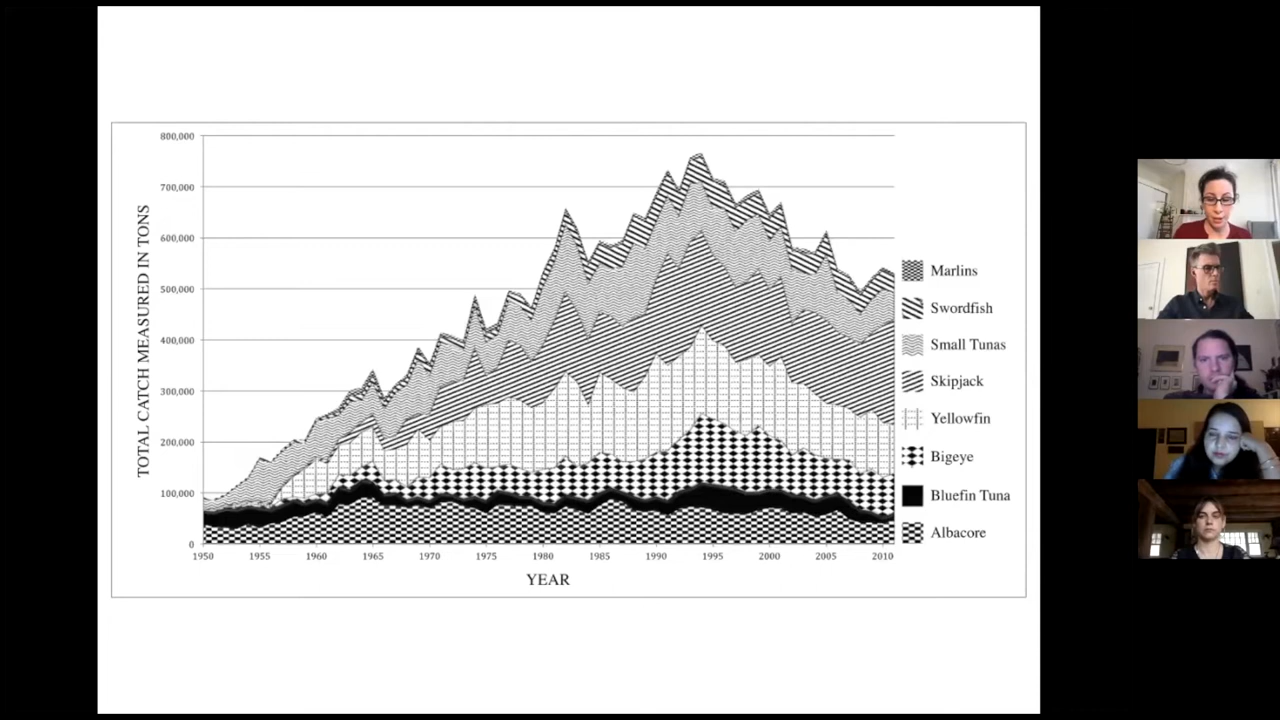 TOTAL CATCH MEASURED IN TONS
800,000
700,000
600,000
500,000
400,000
300,000
200,000
100,000
0
1950 1955 1960 1965 1970 1975 1980 1985 1990 1995 2000 2005 2010
YEAR
Marlins
Swordfish
Small Tunas
Skipjack
Yellowfin
Bigeye
Bluefin Tuna
Albacore